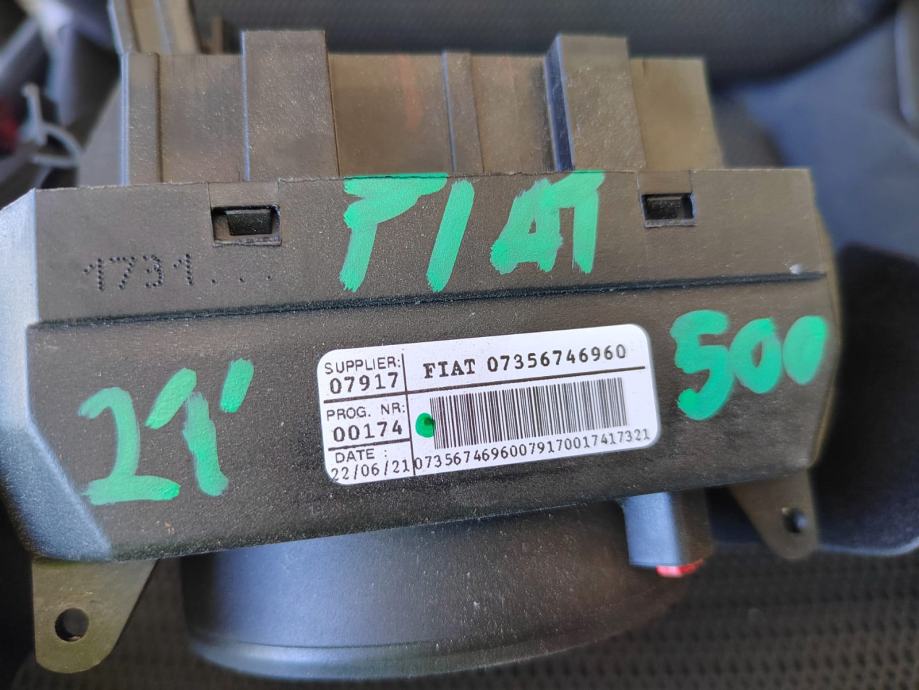 FIAT
1731...
21'
500
SUPPLIER:
07917
FIAT 07356746960
PROG. NR:
00174
DATE :
22/06/21
07356746960079170017417321